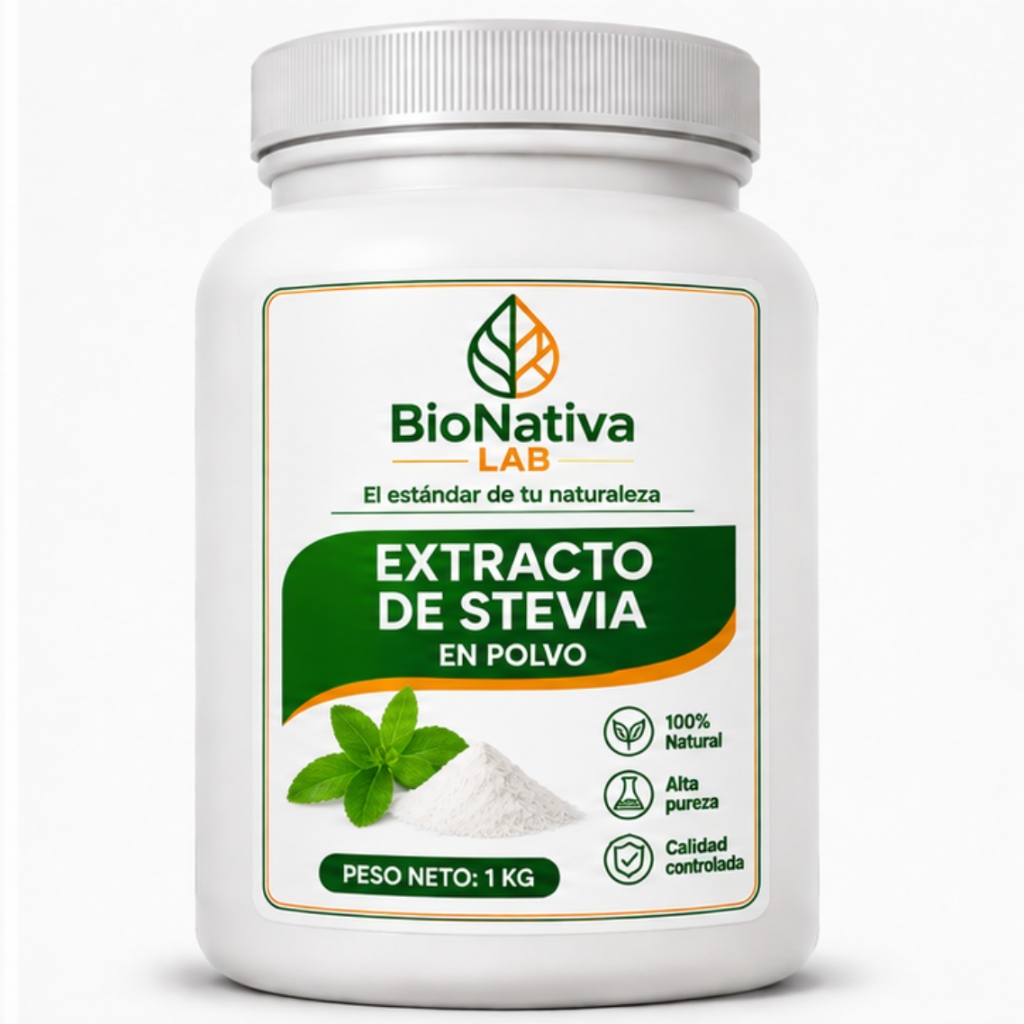 BioNativa
LAB
El estándar de tu naturaleza
EXTRACTO
DE STEVIA
EN POLVO
100%
Natural
Alta
pureza
Calidad
controlada
PESO NETO: 1 KG